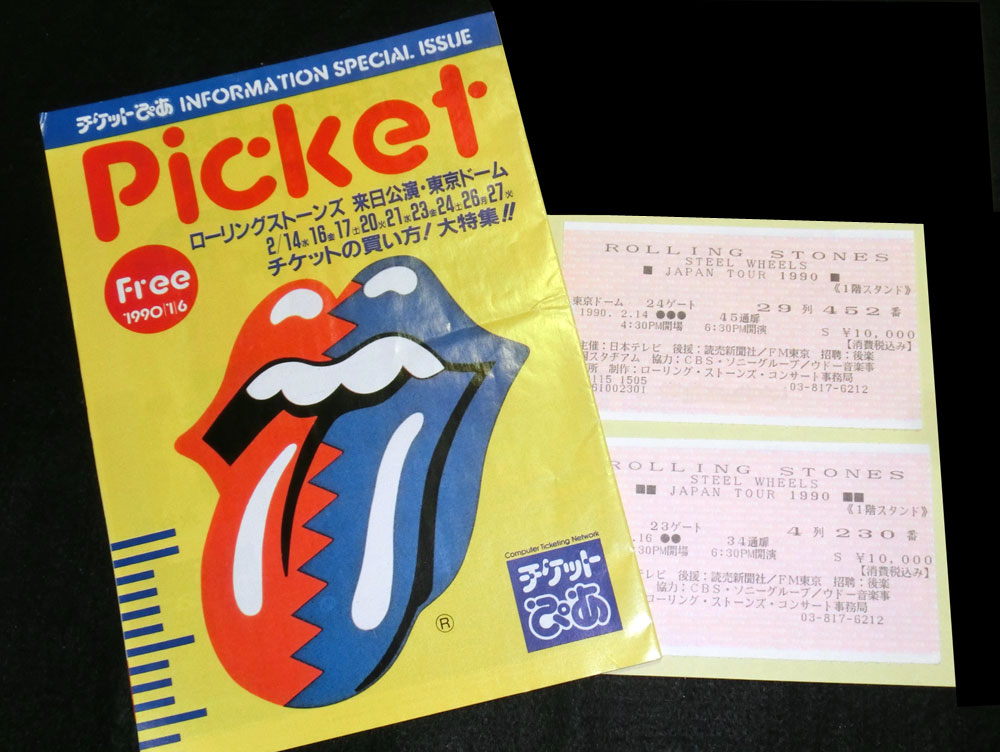 チケットぴあ INFORMATION SPECIAL ISSUE
Picket
ローリングストーンズ 来日公演・東京ドーム
2/14水16金17土20火21水23金24土26月27火
チケットの買い方!大特集!!
Free
1990|1|6
Computer Ticketing Network
チケット
ぴあ
®
ROLLING STONES
STEEL WHEELS
■ JAPAN TOUR 1990 ■
《1階スタンド》
東京ドーム 24ゲート 29列 452番
1990. 2.14 ●●● 45通扉
4:30PM開場 6:30PM開演 S ¥10,000
【消費税込み】
主催:日本テレビ 後援:読売新聞社/FM東京 招聘:後楽
園スタヂアム 協力:CBS・ソニーグループ/ウドー音楽事
所 制作:ローリング・ストーンズ・コンサート事務局
115 1505 03-817-6212
61002301
ROLLING STONES
STEEL WHEELS
■■ JAPAN TOUR 1990 ■■
《1階スタンド》
23ゲート 4列 230番
.16 ●● 34通扉
30PM開場 6:30PM開演 S ¥10,000
【消費税込み】
テレビ 後援:読売新聞社/FM東京 招聘:後楽
協力:CBS・ソニーグループ/ウドー音楽事
ローリング・ストーンズ・コンサート事務局
03-817-6212